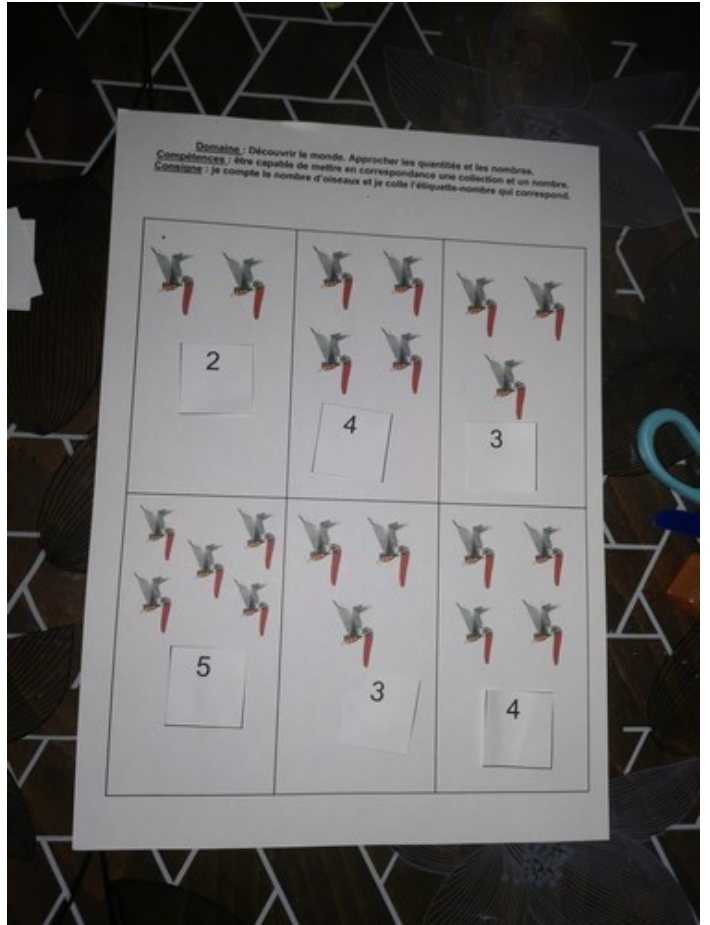 Domaine : Découvrir le monde. Approcher les quantités et les nombres.
Compétences : être capable de mettre en correspondance une collection et un nombre.
Consigne : je compte le nombre d'oiseaux et je colle l'étiquette-nombre qui correspond.
2
4
3
5
3
4